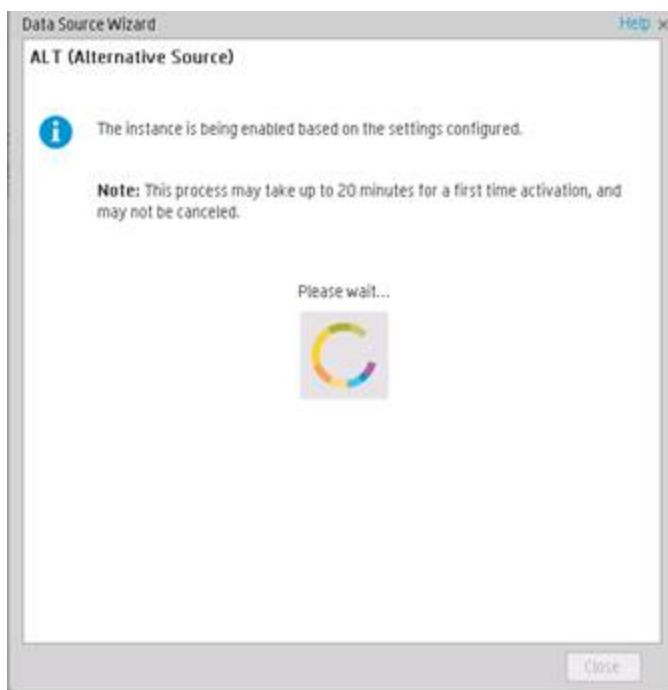 Data Source Wizard Help ×
ALT (Alternative Source)
The instance is being enabled based on the settings configured.
Note: This process may take up to 20 minutes for a first time activation, and
may not be canceled.
Please wait...
Close